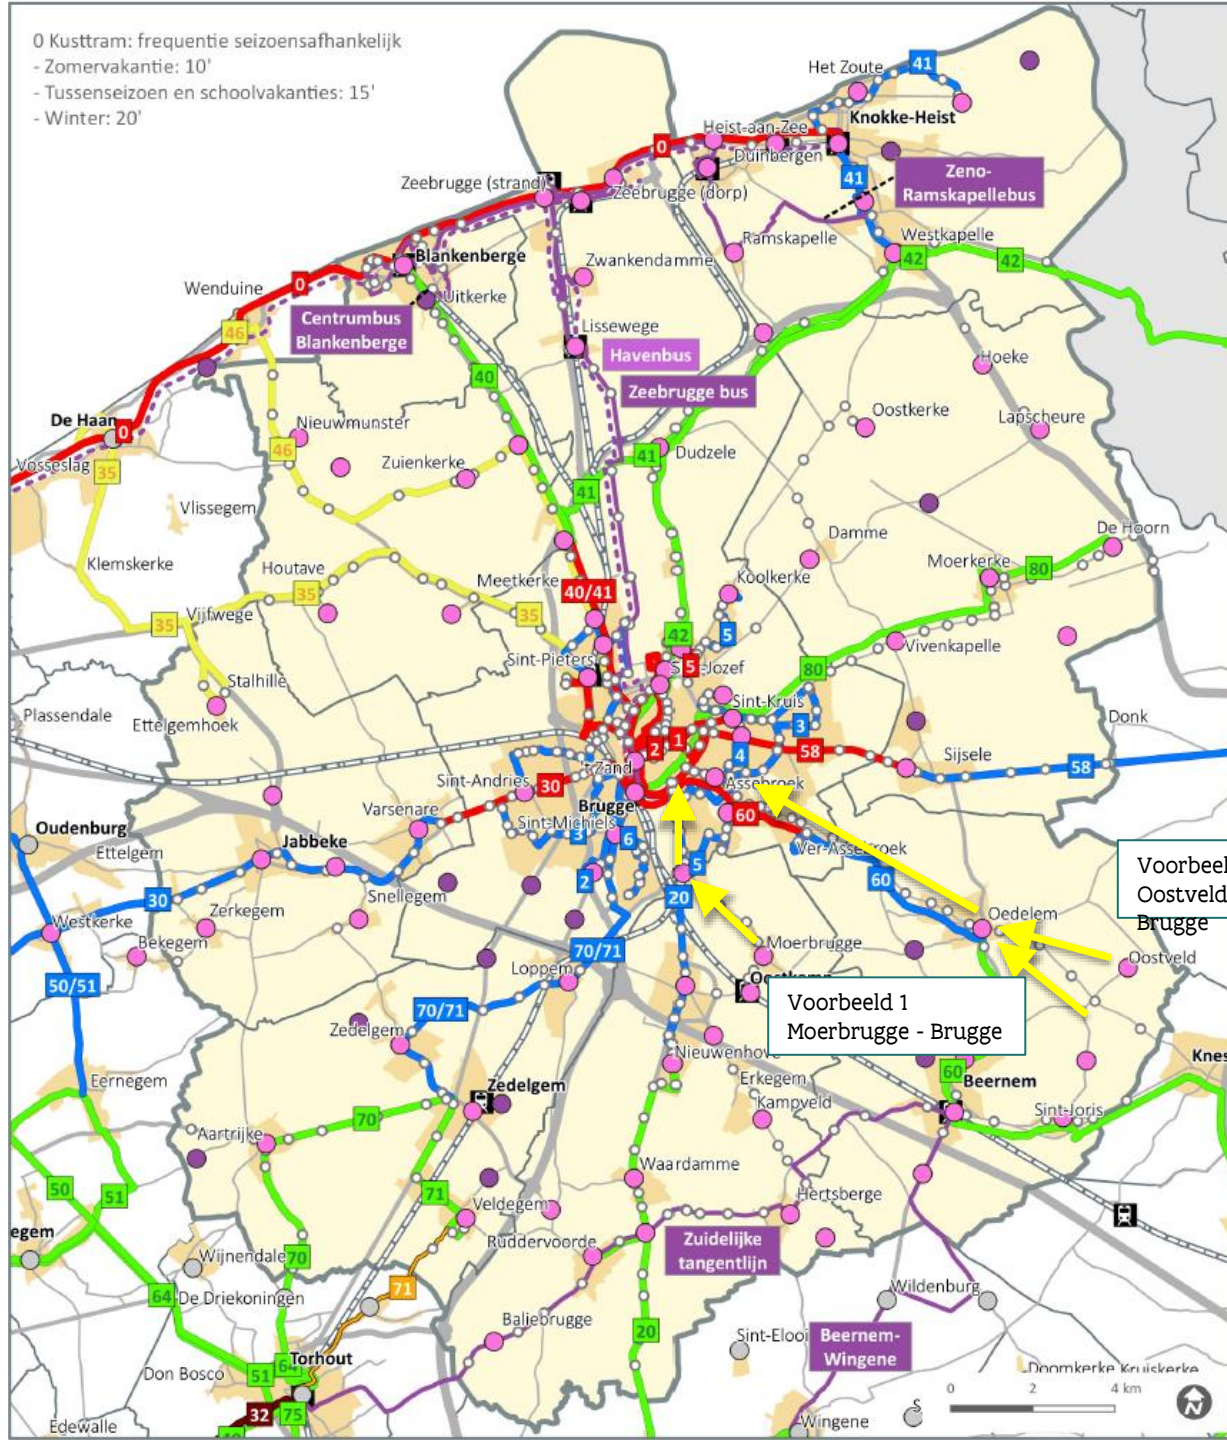 0 Kusttram: frequentie seizoensafhankelijk
- Zomervakantie: 10'
- Tussenseizoen en schoolvakanties: 15'
- Winter: 20'
Het Zoute
41
Knokke-Heist
Heist-aan-Zee
0
Duinbergen
41
Zeno-
Ramskapellebus
Zeebrugge (strand)
Zeebrugge (dorp)
Ramskapelle
Westkapelle
42
42
Blankenberge
Zwankendamme
Wenduine
0
Uitkerke
46
Centrumbus
Blankenberge
Lissewege
Havenbus
Hoeke
40
Zeebrugge bus
De Haan
0
Nieuwmunster
Oostkerke
Lapscheure
46
Zuienkerke
Dudzele
41
Vosseslag
35
41
Vlissegem
Damme
De Hoorn
Klemskerke
Houtave
Meetkerke
Koolkerke
Moerkerke
80
35
40/41
35
Vijfwege
35
42
5
Vivenkapelle
Sint-Pieters
5
80
Stalhille
Sint-Kruis
Plassendale
Ettelgemhoek
3
Donk
1
2
4
58
Sijsele
58
't Zand
Sint-Andries
30
Assebroek
Brugge
60
Varsenare
Sint-Michiels
Oudenburg
Ettelgem
Jabbeke
3
6
Ver-Assebroek
5
60
2
20
Snellegem
30
Zerkegem
Oedelem
Westkerke
Bekegem
70/71
Moerbrugge
Oostveld
Loppem
50/51
70/71
Zedelgem
Voorbeeld 1
Moerbrugge - Brugge
Oostveld
Brugge
Nieuwenhove
Erkegem
Kampveld
60
Beernem
Eernegem
Zedelgem
Sint-Joris
70
Aartrijke
50
51
Waardamme
71
Veldegem
Hertsberge
egem
Ruddervoorde
Zuidelijke
tangentlijn
Wijnendale
70
64
De Driekoningen
71
Wildenburg
Baliebrugge
20
Sint-Elooi
Beernem-
Wingene
Torhout
Don Bosco
51
64
Doomkerke
Kruiskerke
32
75
0 2 4 km
Edewalle
Wingene